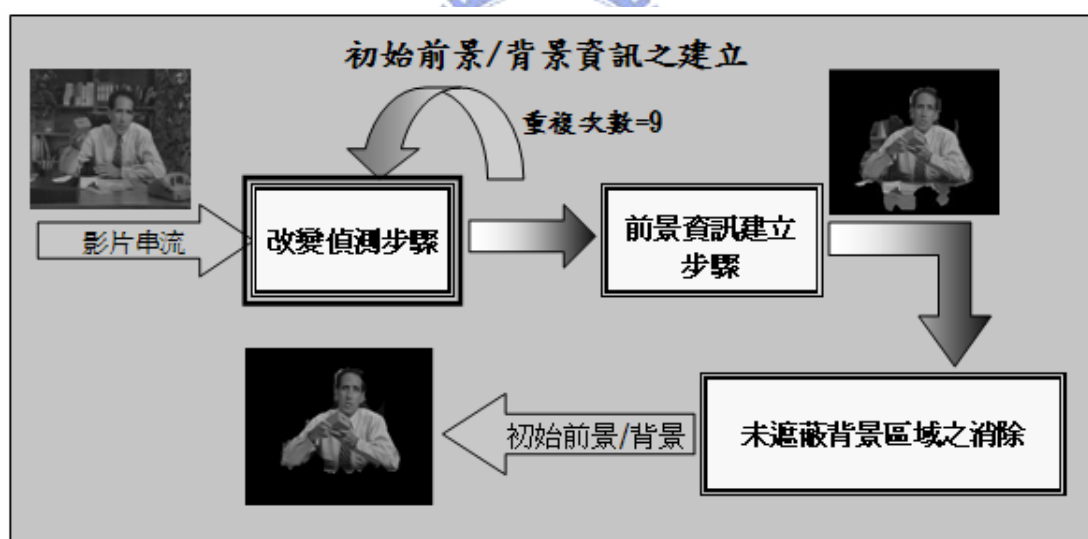 初始前景/背景資訊之建立
重複次數=9
影片串流
改變偵測步驟
前景資訊建立
步驟
未遮蔽背景區域之消除
初始前景/背景